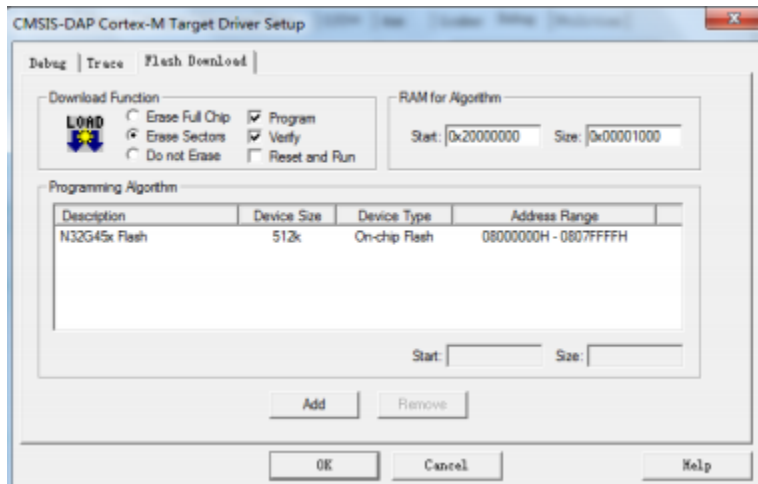 CMSIS-DAP Cortex-M Target Driver Setup
Debug | Trace | Flash Download |
Download Function
RAM for Algorithm
LOAD
Erase Full Chip
Program
Erase Sectors
Verify
Start: 0x20000000
Size: 0x00001000
Do not Erase
Reset and Run
Programming Algorithm
Description Device Size Device Type Address Range
N32G45x Flash 512k On-chip Flash 08000000H - 0807FFFFH
Start:
Size:
Add
Remove
OK
Cancel
Help